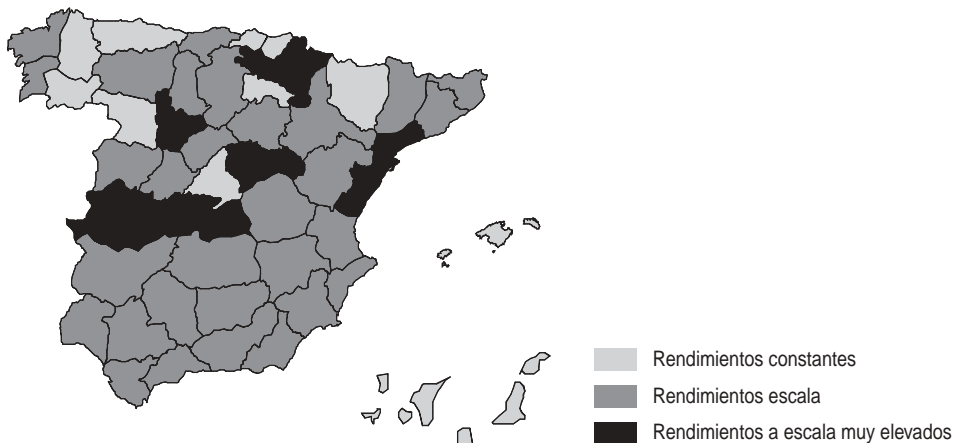 Rendimientos constantes
Rendimientos escala
Rendimientos a escala muy elevados